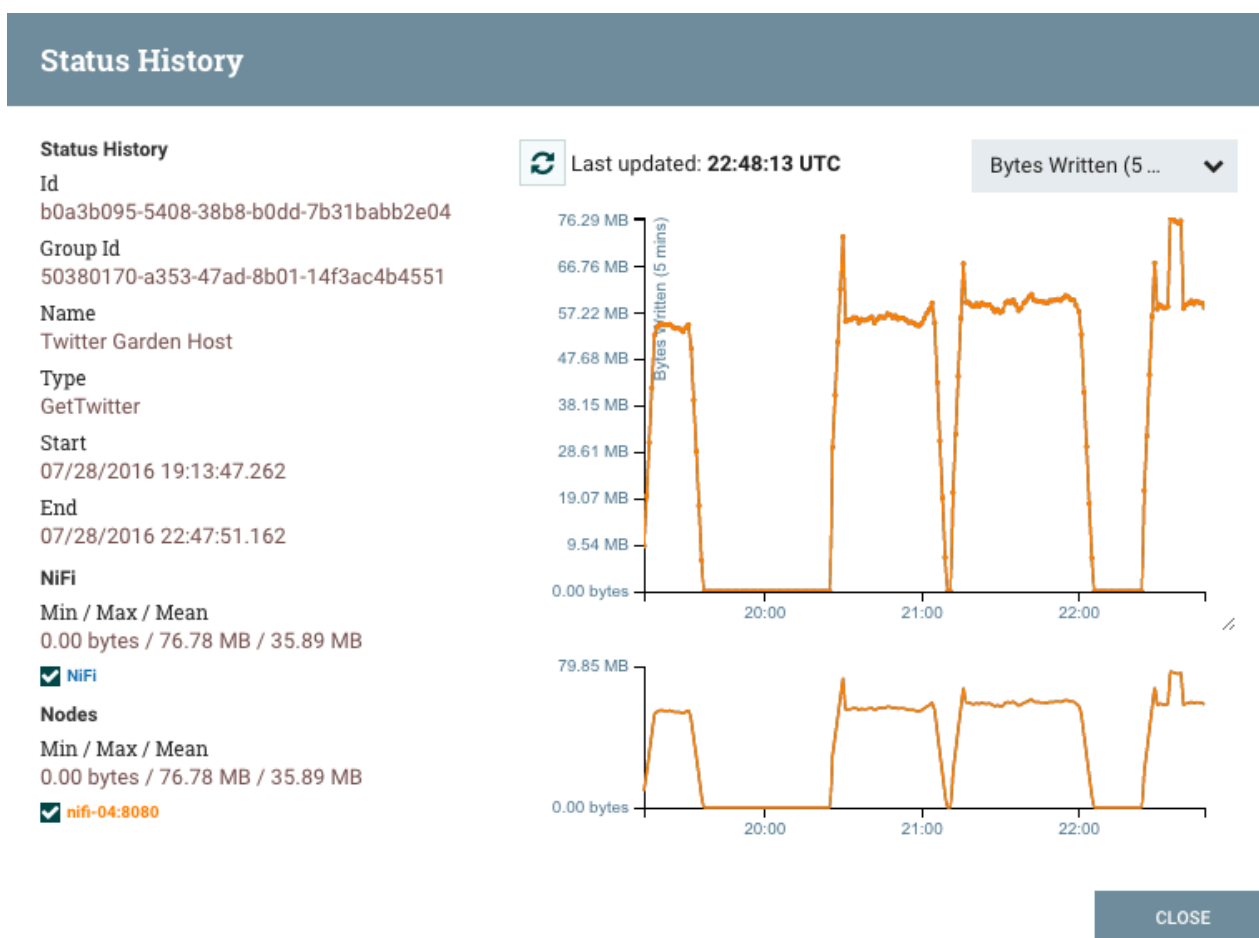 Status History
Status History
Id
b0a3b095-5408-38b8-b0dd-7b31babb2e04
Group Id
50380170-a353-47ad-8b01-14f3ac4b4551
Name
Twitter Garden Host
Type
GetTwitter
Start
07/28/2016 19:13:47.262
End
07/28/2016 22:47:51.162
NiFi
Min / Max / Mean
0.00 bytes / 76.78 MB / 35.89 MB
NiFi
Nodes
Min / Max / Mean
0.00 bytes / 76.78 MB / 35.89 MB
nifi-04:8080
Last updated: 22:48:13 UTC
Bytes Written (5 ...
76.29 MB
66.76 MB
57.22 MB
47.68 MB
38.15 MB
28.61 MB
19.07 MB
9.54 MB
0.00 bytes
Bytes Written (5 mins)
20:00 21:00 22:00
79.85 MB
0.00 bytes
20:00 21:00 22:00
CLOSE